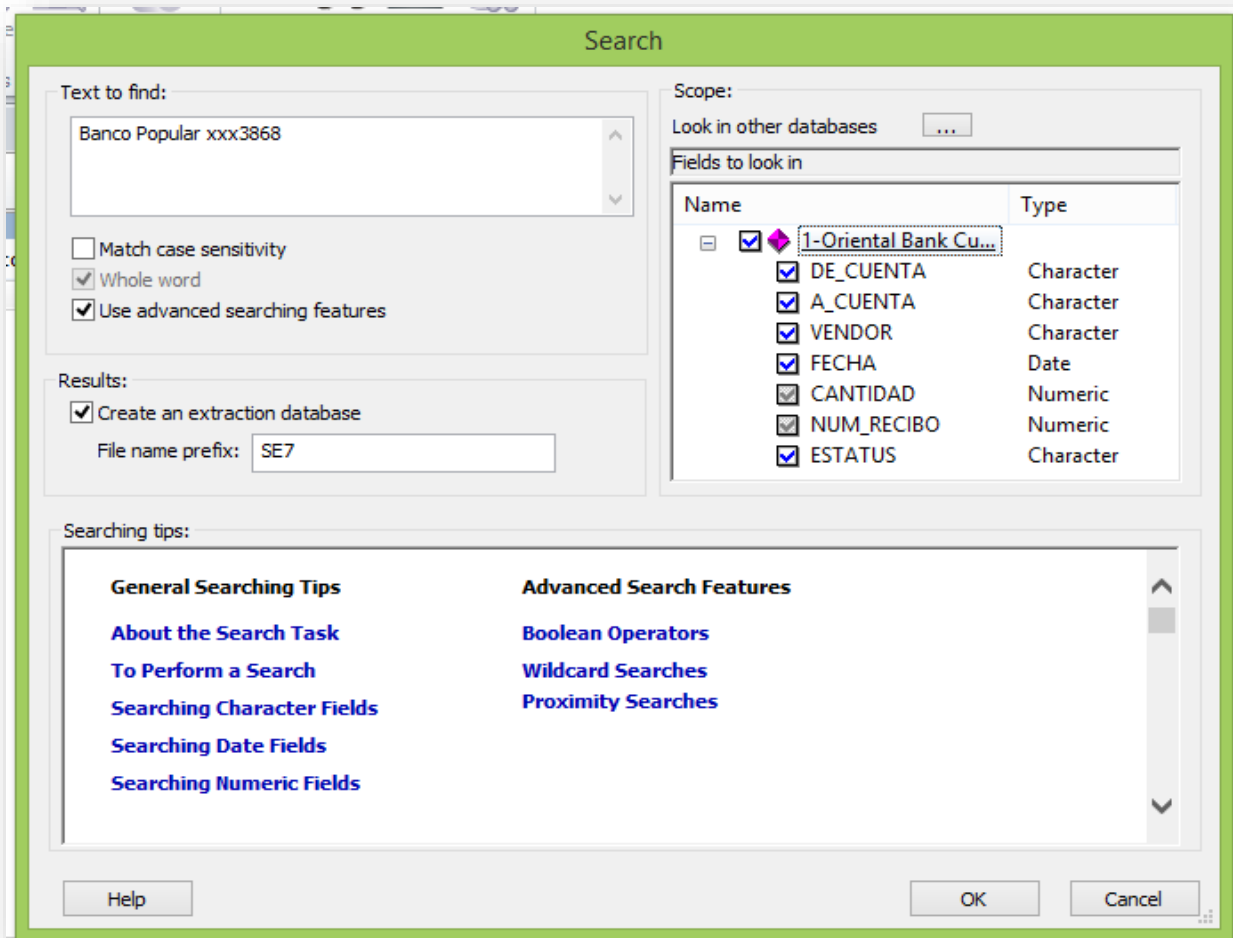 Search
Text to find:
Banco Popular xxx3868
Match case sensitivity
Whole word
Use advanced searching features
Results:
Create an extraction database
File name prefix: SE7
Scope:
Look in other databases ...
Fields to look in
Name Type
1-Oriental Bank Cu...
DE_CUENTA Character
A_CUENTA Character
VENDOR Character
FECHA Date
CANTIDAD Numeric
NUM_RECIBO Numeric
ESTATUS Character
Searching tips:
General Searching Tips
About the Search Task
To Perform a Search
Searching Character Fields
Searching Date Fields
Searching Numeric Fields
Advanced Search Features
Boolean Operators
Wildcard Searches
Proximity Searches
Help OK Cancel